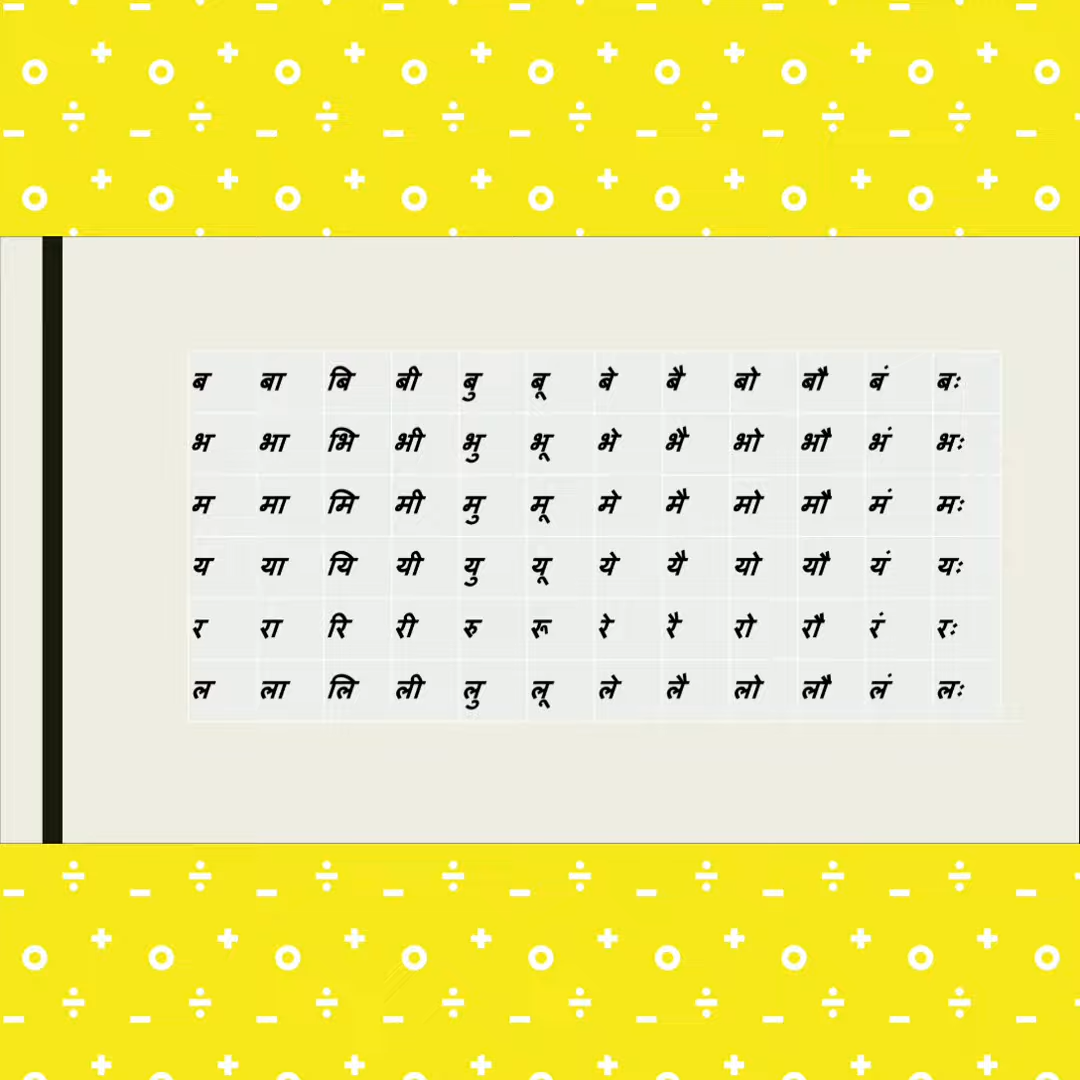 ब बा बि बी बु बू बे बै बो बौ बं बः
भ भा भि भी भु भू भे भै भो भौ भं भः
म मा मि मी मु मू मे मै मो मौ मं मः
य या यि यी यु यू ये यै यो यौ यं यः
र रा रि री रु रू रे रै रो रौ रं रः
ल ला लि ली लु लू ले लै लो लौ लं लः